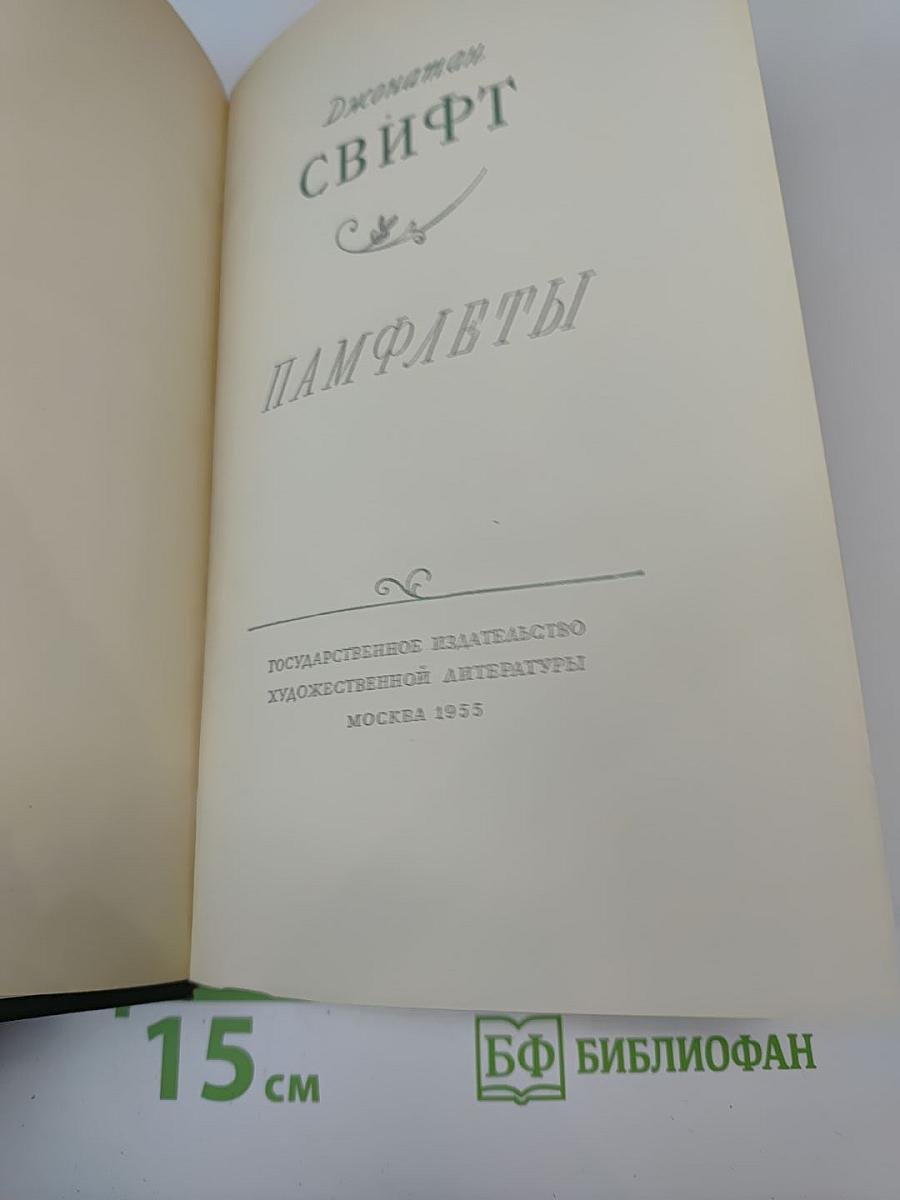 Джонатан
СВИФТ
ПАМФЛЕТЫ
ГОСУДАРСТВЕННОЕ ИЗДАТЕЛЬСТВО
ХУДОЖЕСТВЕННОЙ ЛИТЕРАТУРЫ
МОСКВА 1955
15 см
БФ БИБЛИОФАН